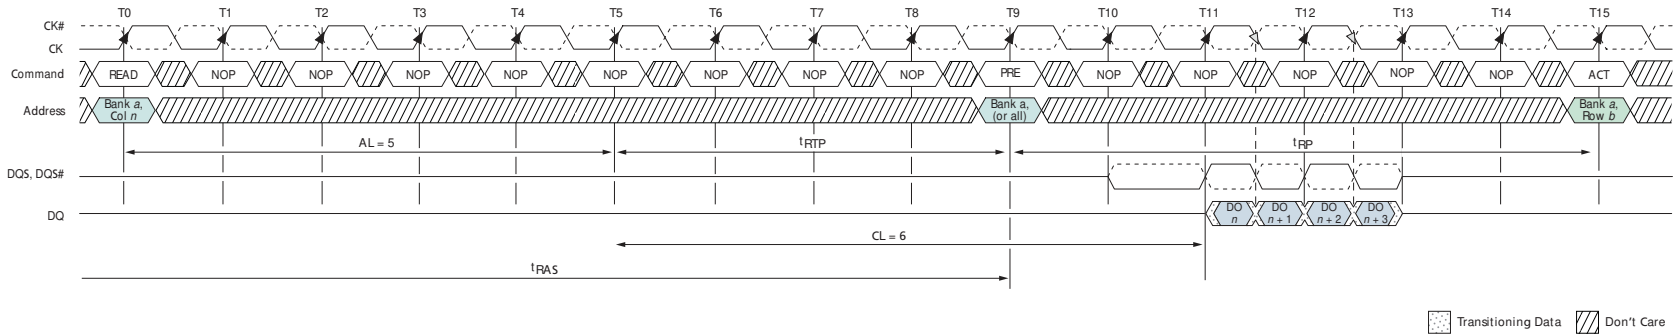 T0 T1 T2 T3 T4 T5 T6 T7 T8 T9 T10 T11 T12 T13 T14 T15
CK#
CK
Command READ NOP NOP NOP NOP NOP NOP NOP NOP PRE NOP NOP NOP NOP NOP ACT
Address Bank a, Col n Bank a, (or all) Bank a, Row b
AL = 5 tRTP tRP
DQS, DQS#
DQ DO n DO n + 1 DO n + 2 DO n + 3
CL = 6
tRAS
Transitioning Data Don't Care